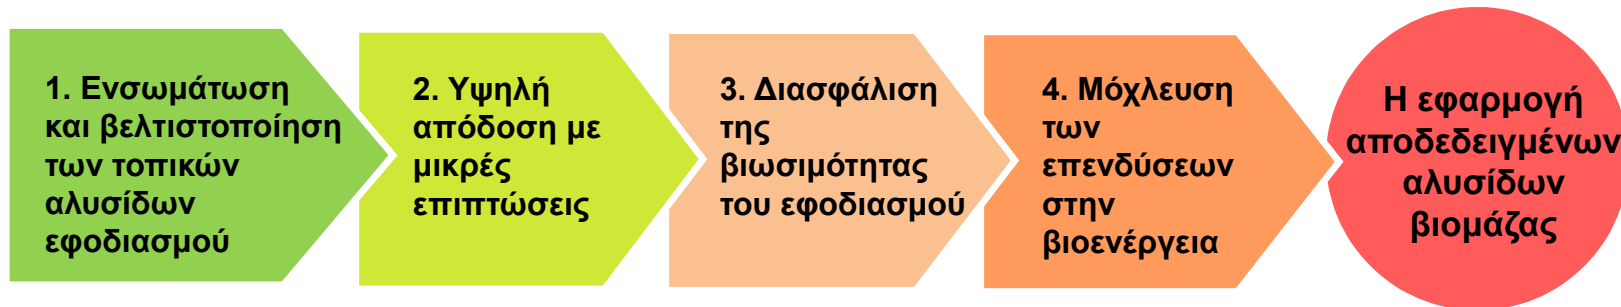 1. Ενσωμάτωση
και βελτιστοποίηση
των τοπικών
αλυσίδων
εφοδιασμού
2. Υψηλή
απόδοση με
μικρές
επιπτώσεις
3. Διασφάλιση
της
βιωσιμότητας
του εφοδιασμού
4. Μόχλευση
των
επενδύσεων
στην
βιοενέργεια
Η εφαρμογή
αποδεδειγμένων
αλυσίδων
βιομάζας